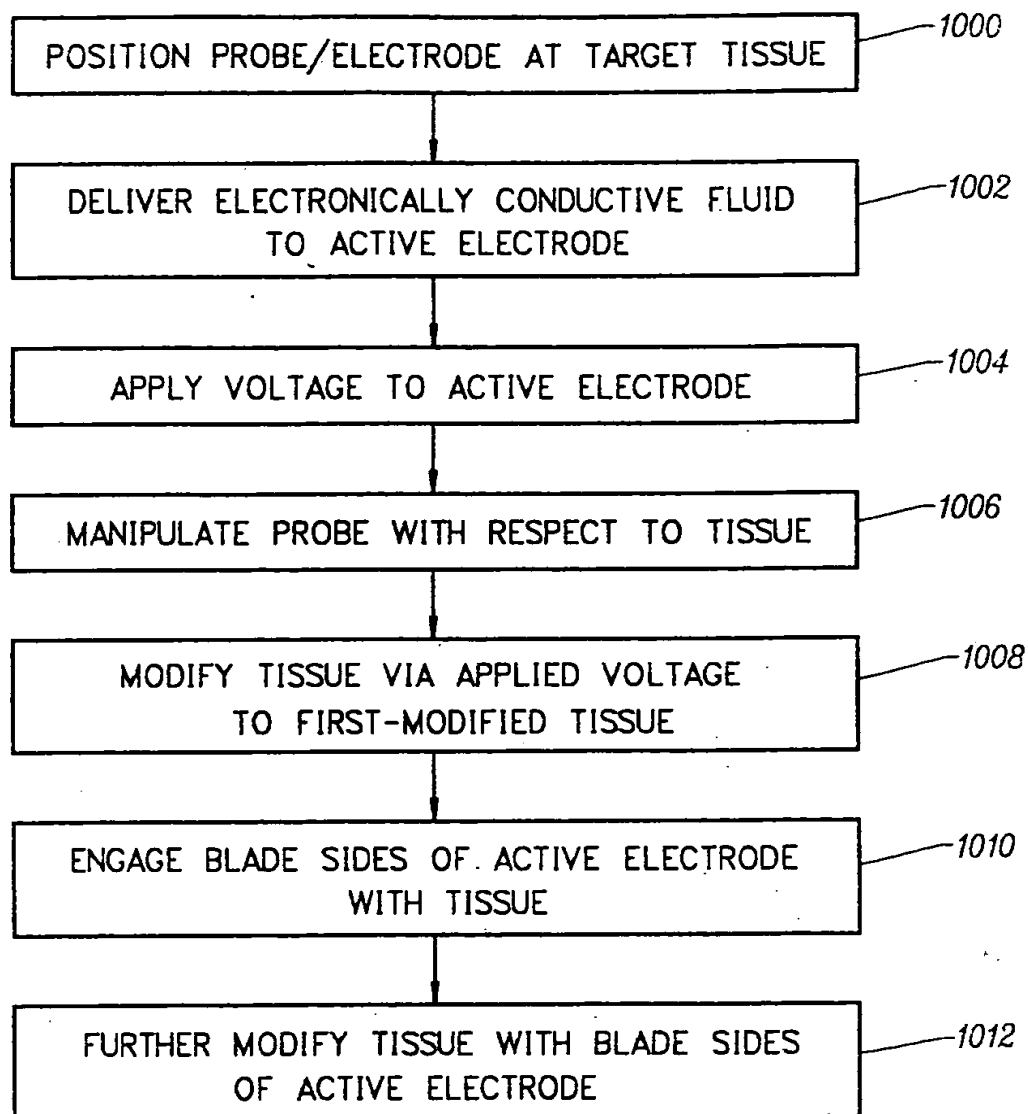 POSITION PROBE/ELECTRODE AT TARGET TISSUE
1000
DELIVER ELECTRONICALLY CONDUCTIVE FLUID
TO ACTIVE ELECTRODE
1002
APPLY VOLTAGE TO ACTIVE ELECTRODE
1004
MANIPULATE PROBE WITH RESPECT TO TISSUE
1006
MODIFY TISSUE VIA APPLIED VOLTAGE
TO FIRST-MODIFIED TISSUE
1008
ENGAGE BLADE SIDES OF ACTIVE ELECTRODE
WITH TISSUE
1010
FURTHER MODIFY TISSUE WITH BLADE SIDES
OF ACTIVE ELECTRODE
1012